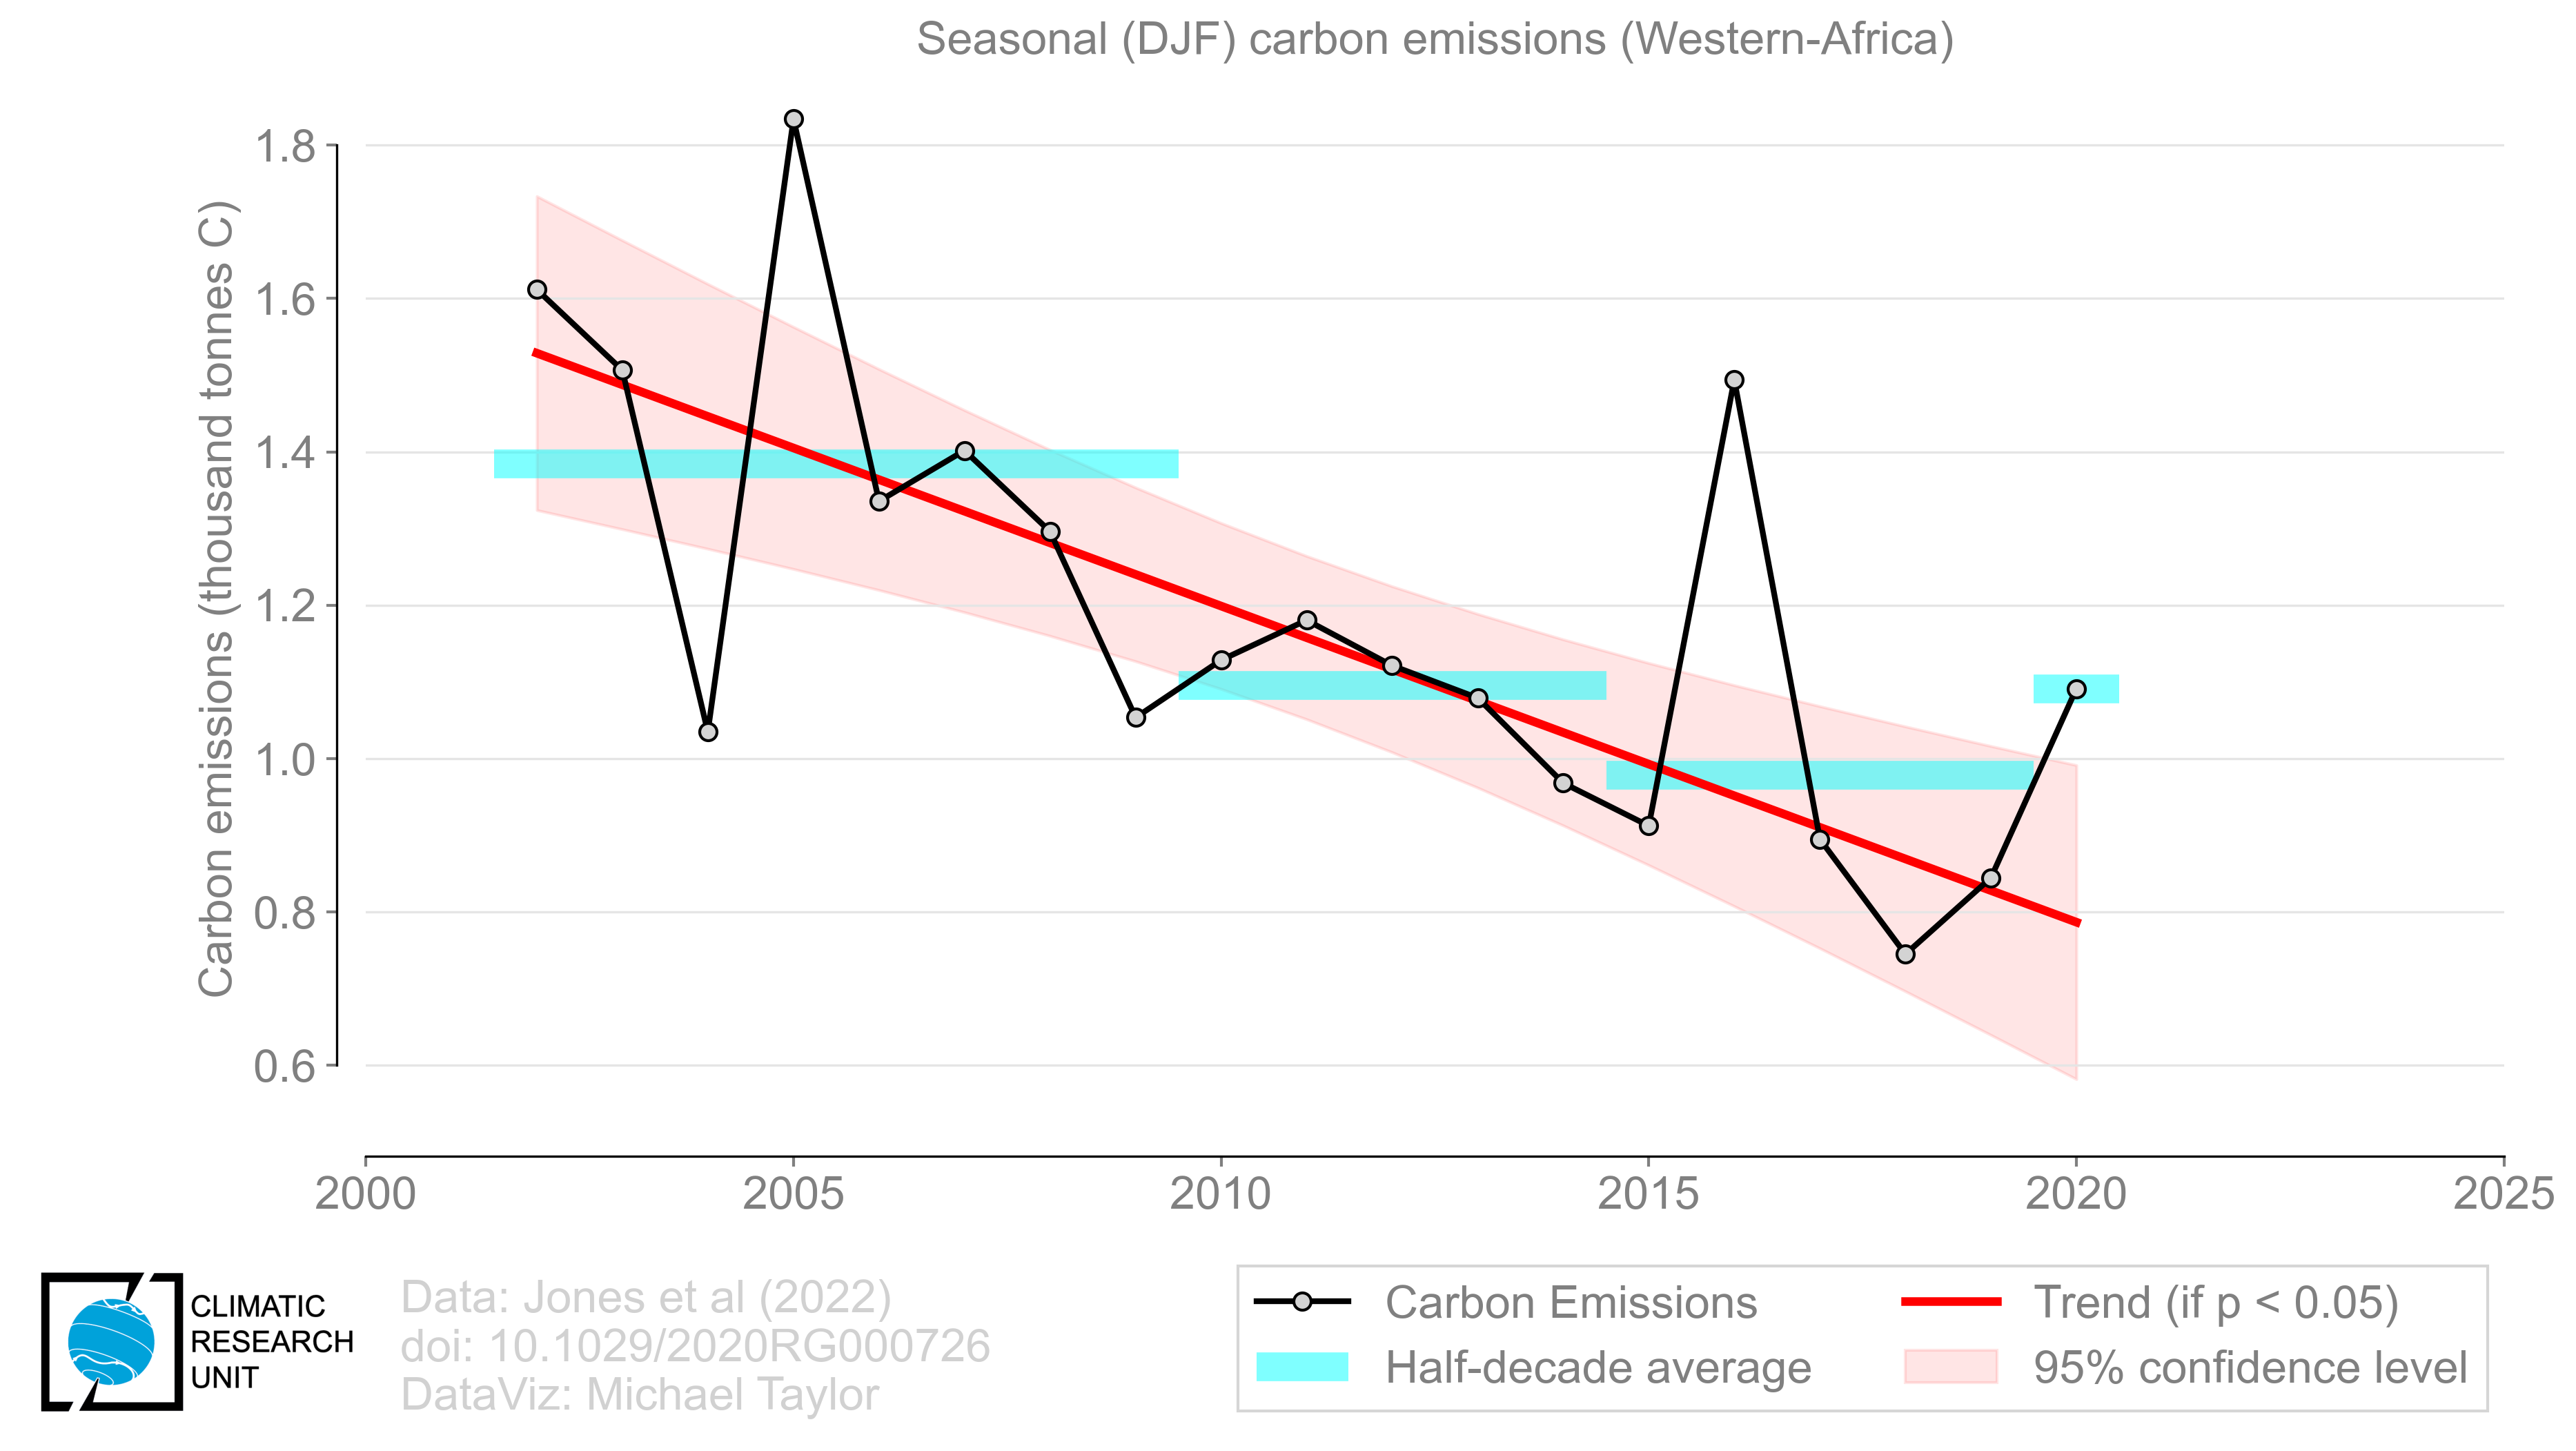 Seasonal (DJF) carbon emissions (Western-Africa)
Carbon emissions (thousand tonnes C)
1.8
1.6
1.4
1.2
1.0
0.8
0.6
2000
2005
2010
2015
2020
2025
CLIMATIC
RESEARCH
UNIT
Data: Jones et al (2022)
doi: 10.1029/2020RG000726
DataViz: Michael Taylor
Carbon Emissions
Half-decade average
Trend (if p < 0.05)
95% confidence level